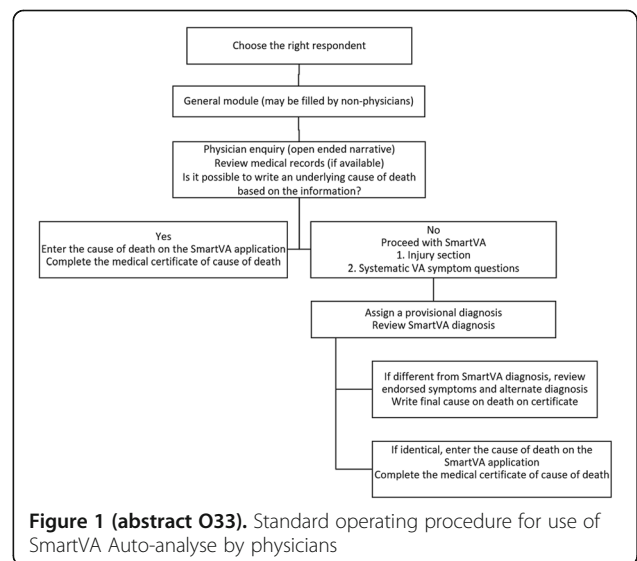 Choose the right respondent
General module (may be filled by non-physicians)
Physician enquiry (open ended narrative)
Review medical records (if available)
Is it possible to write an underlying cause of death
based on the information?
Yes
Enter the cause of death on the SmartVA application
Complete the medical certificate of cause of death
No
Proceed with SmartVA
1. Injury section
2. Systematic VA symptom questions
Assign a provisional diagnosis
Review SmartVA diagnosis
If different from SmartVA diagnosis, review
endorsed symptoms and alternate diagnosis
Write final cause on death on certificate
If identical, enter the cause of death on the
SmartVA application
Complete the medical certificate of cause of death
Figure 1 (abstract O33). Standard operating procedure for use of
SmartVA Auto-analyse by physicians